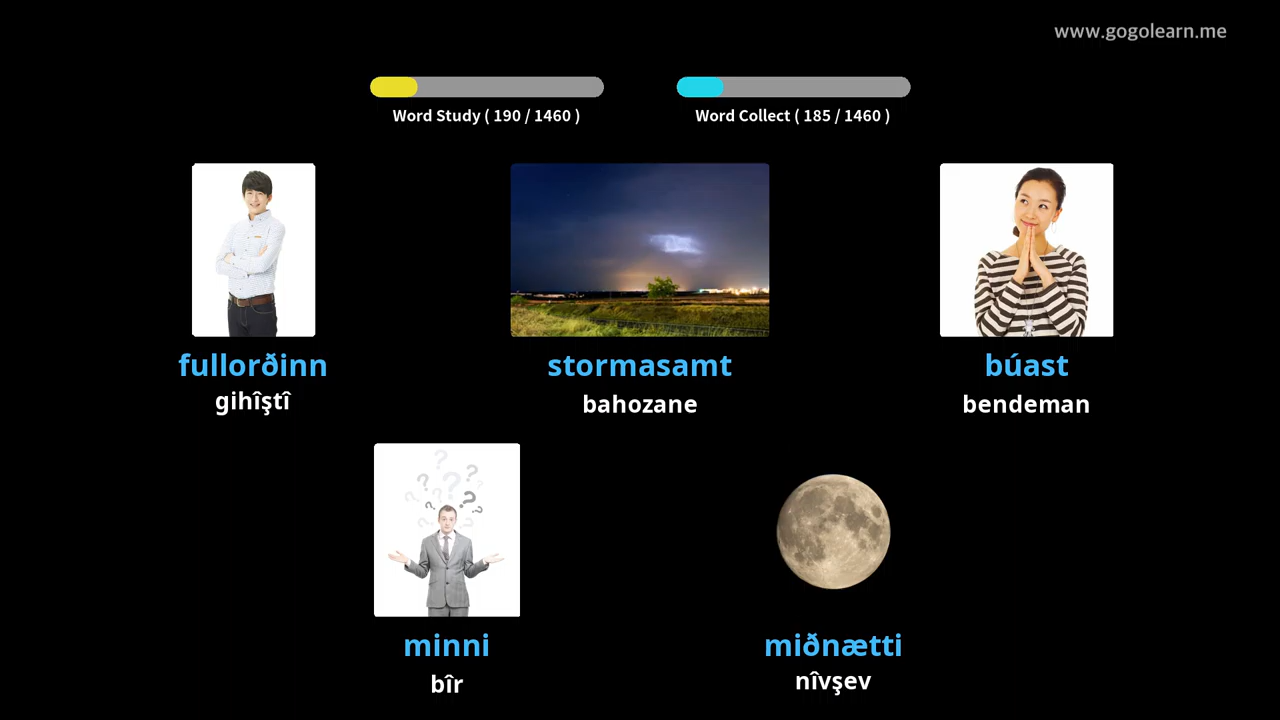 www.gogolearn.me
Word Study ( 190 / 1460 )
Word Collect ( 185 / 1460 )
fullorðinn
gihîştî
stormasamt
bahozane
búast
bendeman
minni
bîr
miðnætti
nîvşev